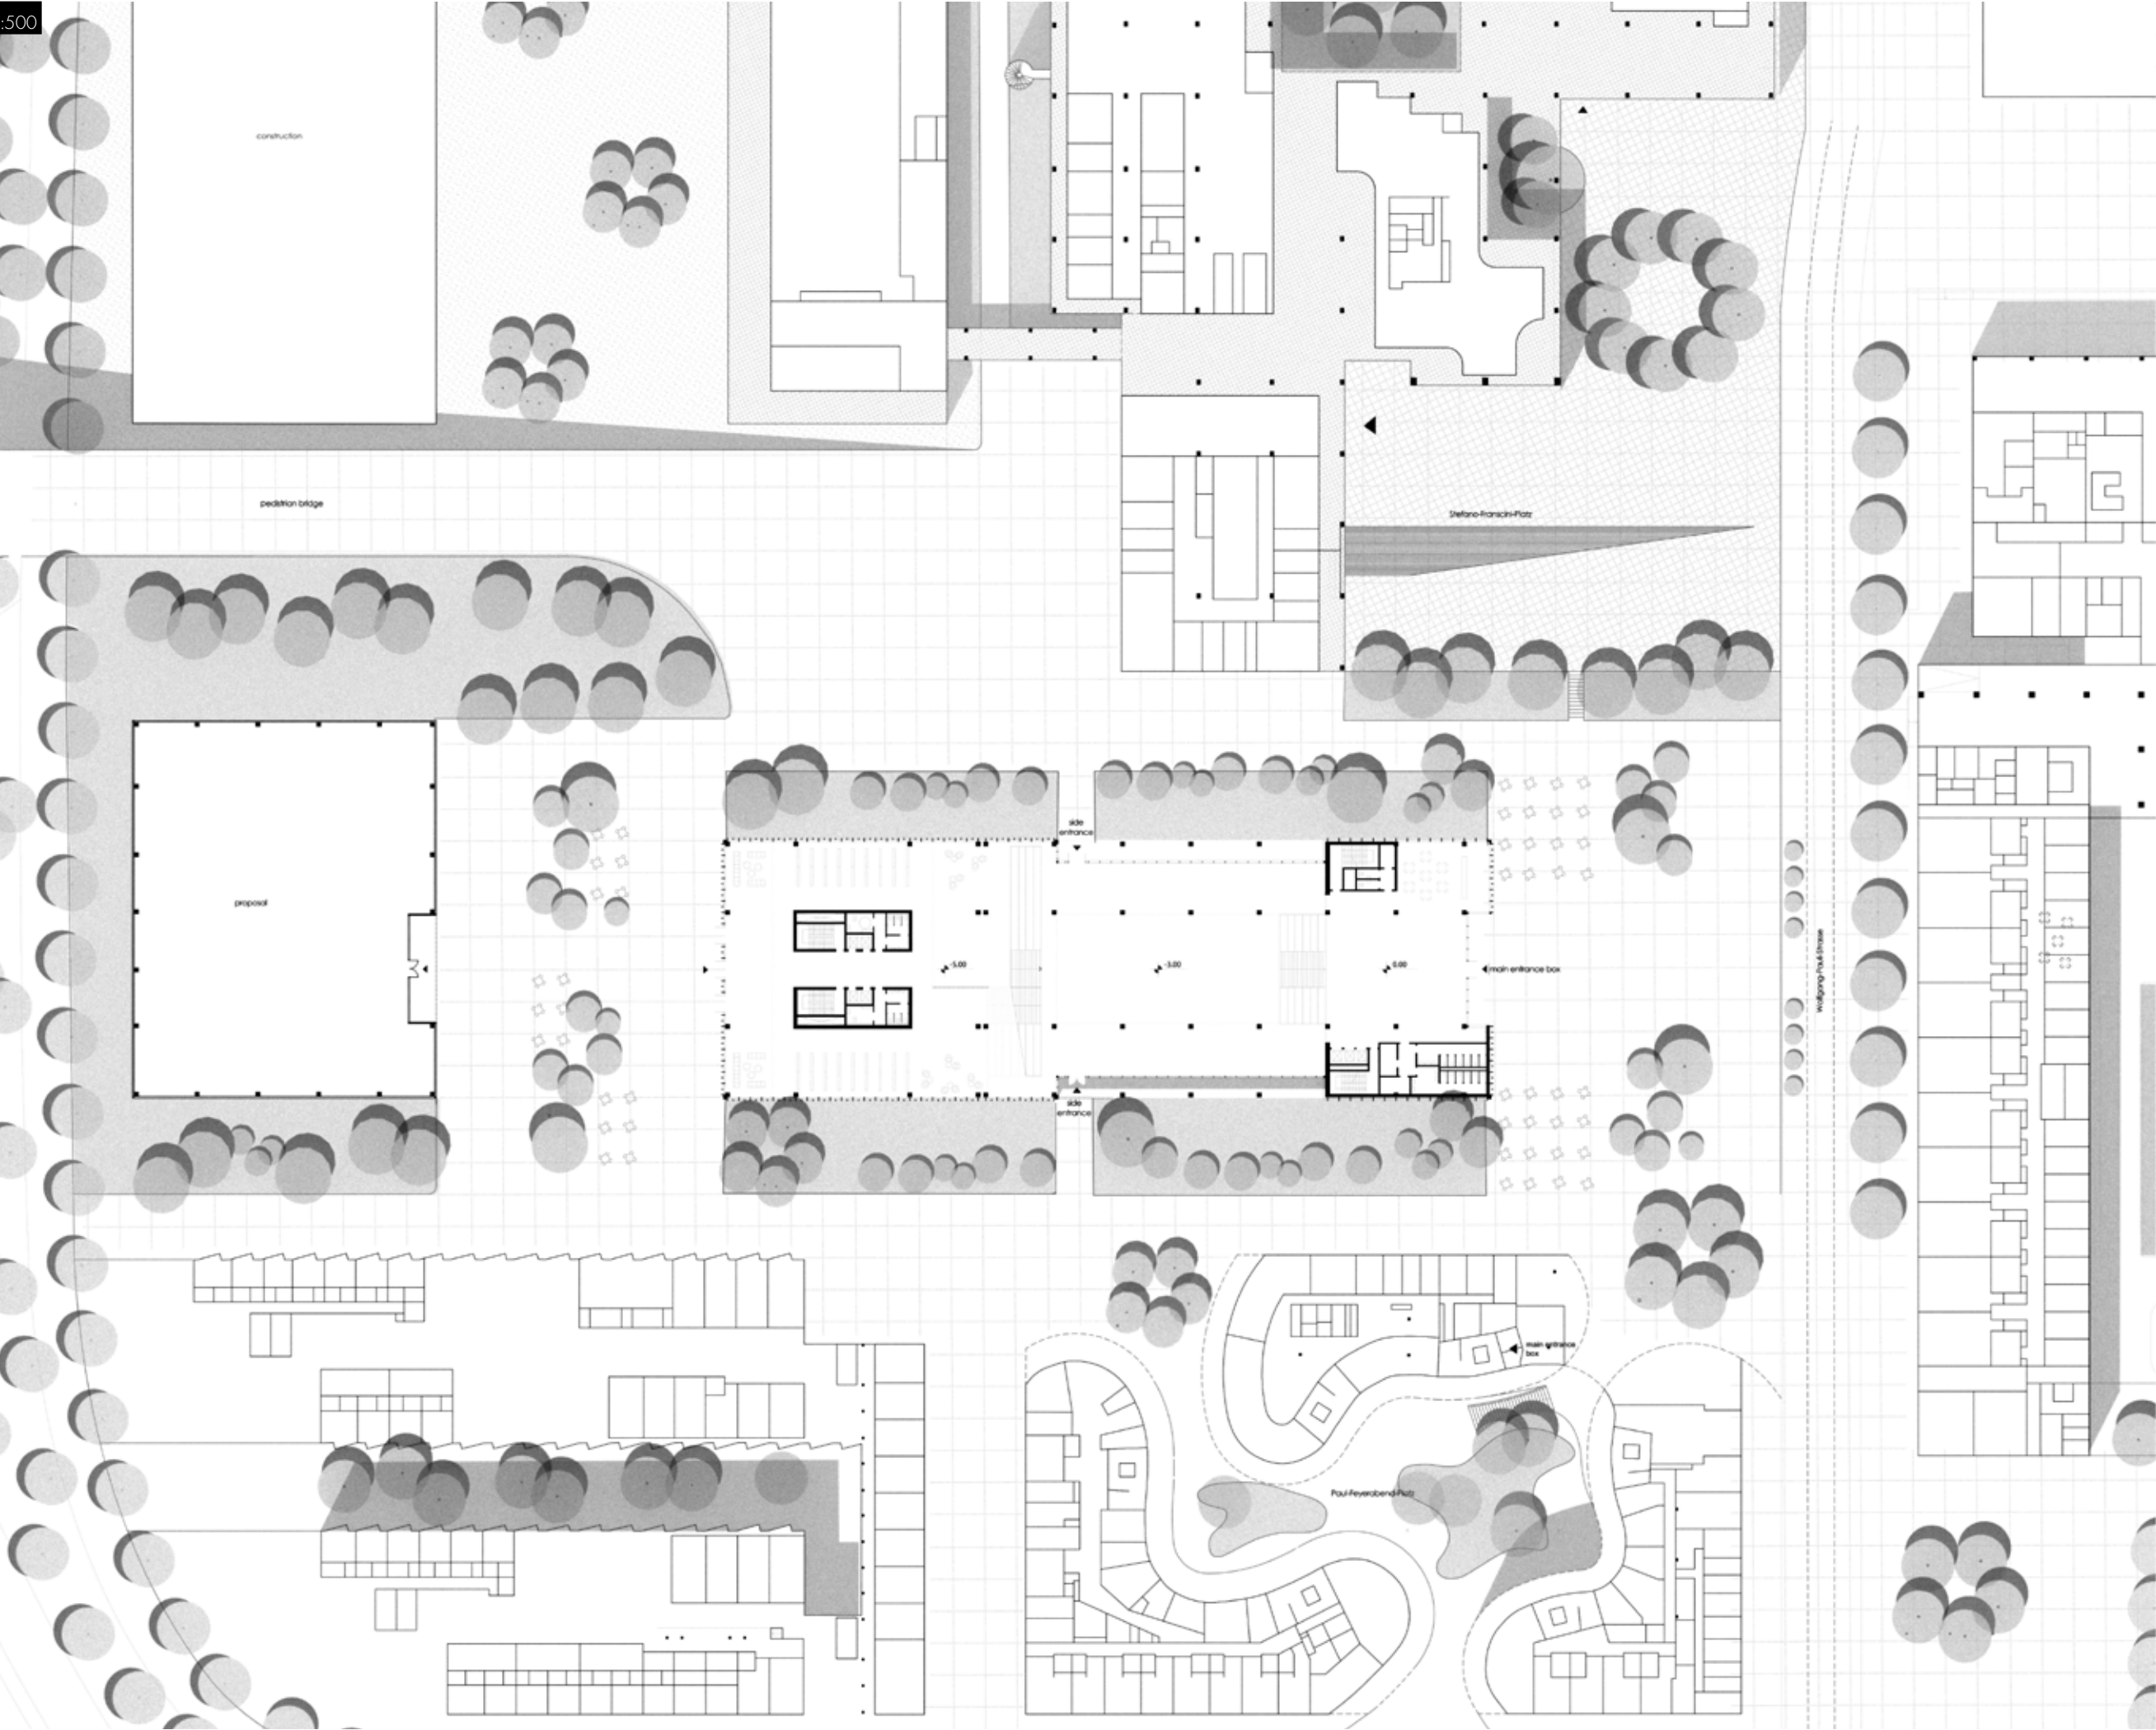 :500
construction
pedistrian bridge
Stefano-Franscini-Platz
side
entrance
proposal
-5.00
-3.00
0.00
main entrance box
Wolfgang-Pauli-Strasse
side
entrance
main entrance
box
Paul-Feyerabend-Platz